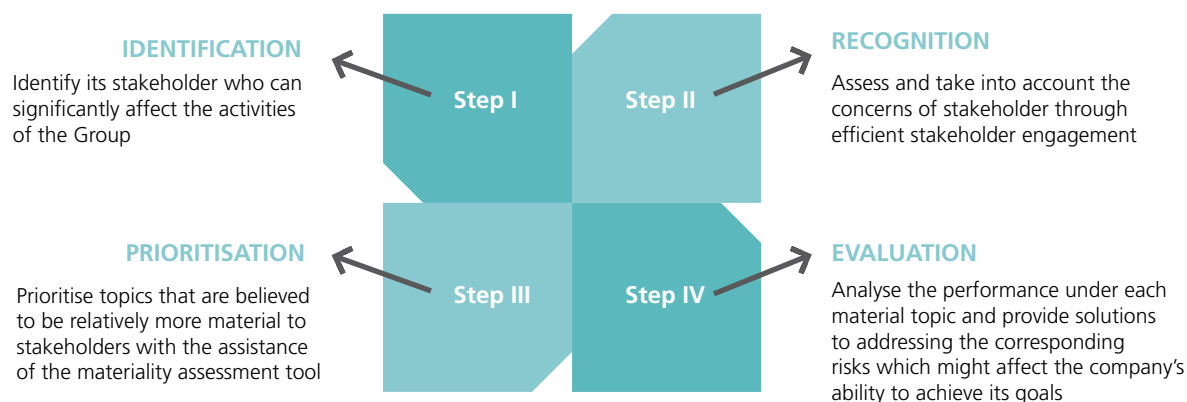 IDENTIFICATION
Identify its stakeholder who can
significantly affect the activities
of the Group
Step I
Step II
RECOGNITION
Assess and take into account the
concerns of stakeholder through
efficient stakeholder engagement
PRIORITISATION
Prioritise topics that are believed
to be relatively more material to
stakeholders with the assistance
of the materiality assessment tool
Step III
Step IV
EVALUATION
Analyse the performance under each
material topic and provide solutions
to addressing the corresponding
risks which might affect the company's
ability to achieve its goals